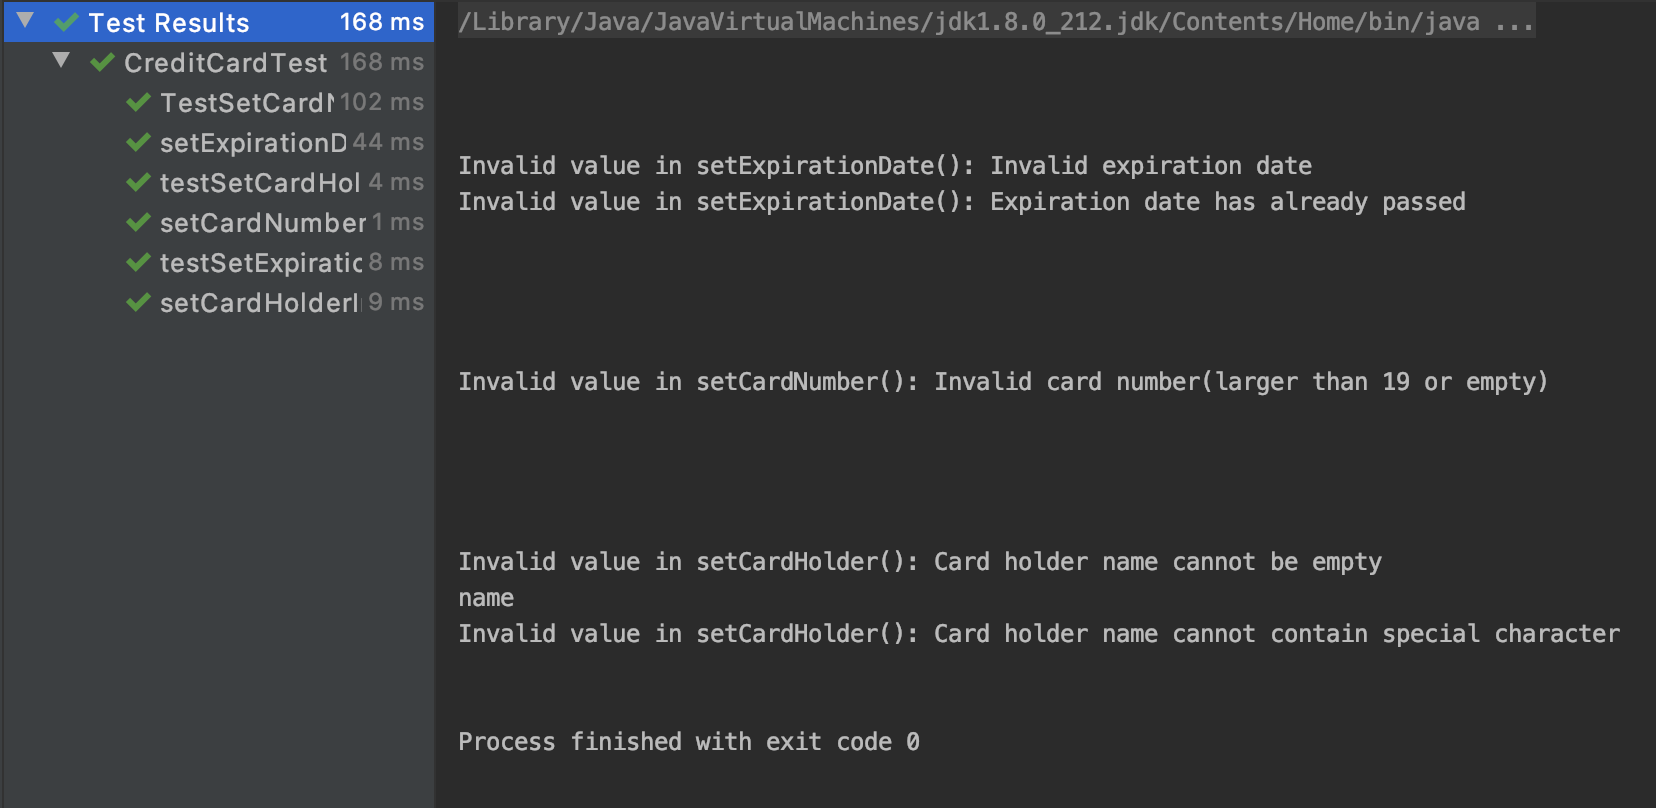 Test Results 168 ms
CreditCardTest 168 ms
TestSetCard 102 ms
setExpirationD 44 ms
testSetCardHol 4 ms
setCardNumber 1 ms
testSetExpiratio 8 ms
setCardHolderI 9 ms
/Library/Java/JavaVirtualMachines/jdk1.8.0_212.jdk/Contents/Home/bin/java ...
Invalid value in setExpirationDate(): Invalid expiration date
Invalid value in setExpirationDate(): Expiration date has already passed
Invalid value in setCardNumber(): Invalid card number(larger than 19 or empty)
Invalid value in setCardHolder(): Card holder name cannot be empty
name
Invalid value in setCardHolder(): Card holder name cannot contain special character
Process finished with exit code 0